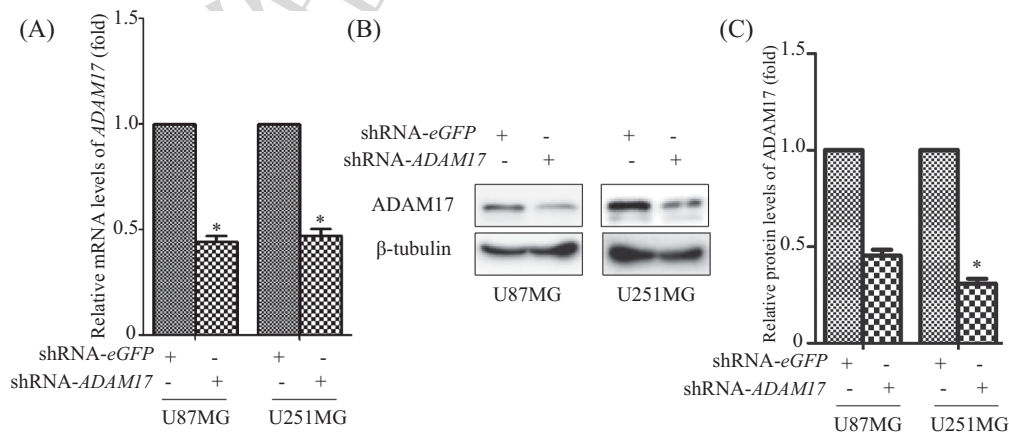 (A)
Relative mRNA levels of ADAM17 (fold)
1.5
1.0
0.5
0
*
*
shRNA-eGFP + - + -
shRNA-ADAM17 - + - +
U87MG U251MG
(B)
shRNA-eGFP + - + -
shRNA-ADAM17 - + - +
ADAM17
β-tubulin
U87MG U251MG
(C)
Relative protein levels of ADAM17 (fold)
1.5
1.0
0.5
0
*
shRNA-eGFP + - + -
shRNA-ADAM17 - + - +
U87MG U251MG